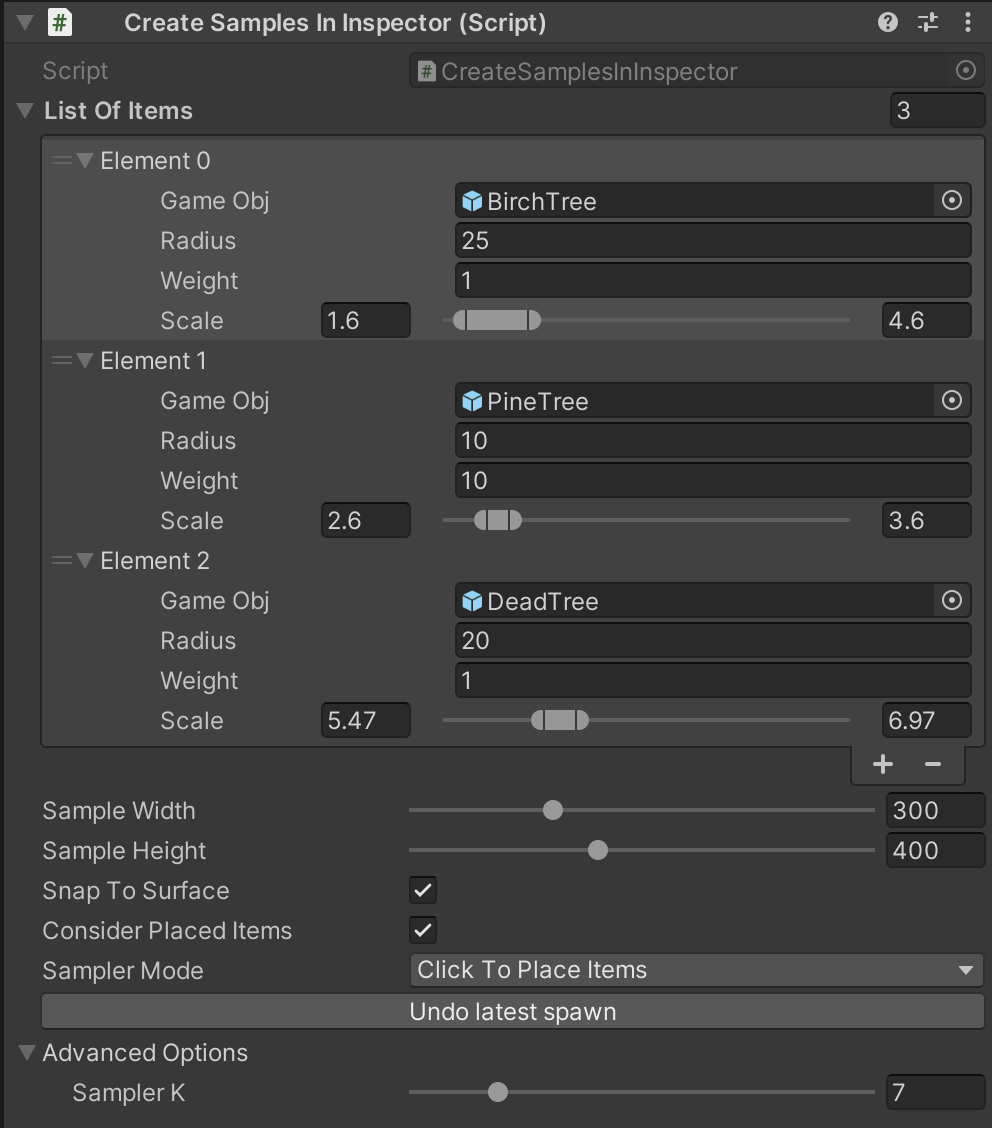 Create Samples In Inspector (Script)
Script CreateSamplesInInspector
List Of Items 3
Element 0
Game Obj BirchTree
Radius 25
Weight 1
Scale 1.6 4.6
Element 1
Game Obj PineTree
Radius 10
Weight 10
Scale 2.6 3.6
Element 2
Game Obj DeadTree
Radius 20
Weight 1
Scale 5.47 6.97
Sample Width 300
Sample Height 400
Snap To Surface
Consider Placed Items
Sampler Mode Click To Place Items
Undo latest spawn
Advanced Options
Sampler K 7